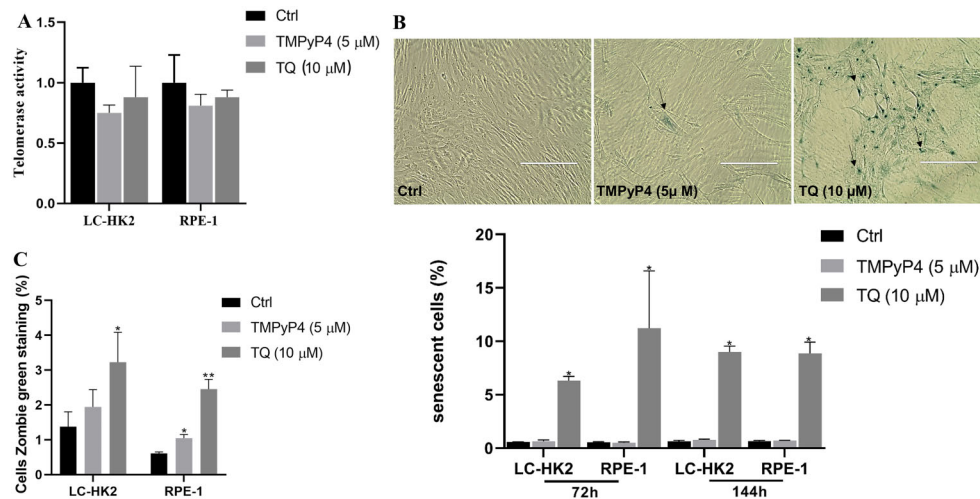 A
Telomerase activity
1.5
1.0
0.5
0.0
LC-HK2 RPE-1
Ctrl
TMPyP4 (5 μM)
TQ (10 μM)
B
Ctrl
TMPyP4 (5μ M)
TQ (10 μM)
C
Cells Zombie green staining (%)
5
4
3
2
1
0
* * **
LC-HK2 RPE-1
Ctrl
TMPyP4 (5 μM)
TQ (10 μM)
senescent cells (%)
20
15
10
5
0
* * * *
LC-HK2 RPE-1 LC-HK2 RPE-1
72h 144h
Ctrl
TMPyP4 (5 μM)
TQ (10 μM)